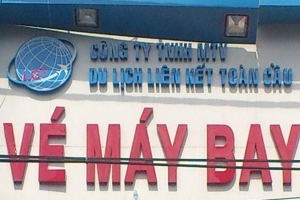 CÔNG TY TNHH MTV
DU LỊCH LIÊN KẾT TOÀN CẦU
VÉ MÁY BAY